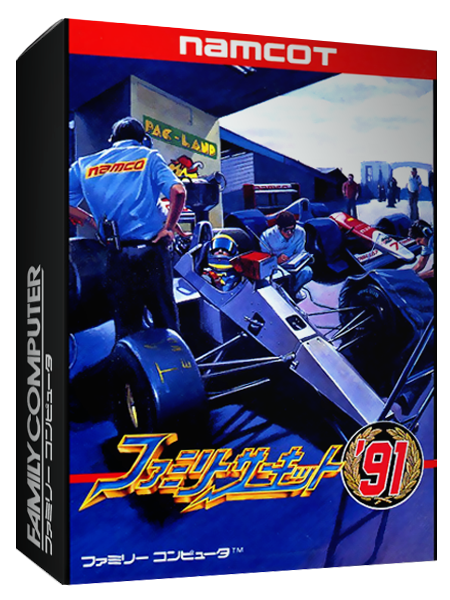 namcot
PAC-LAND
namco
ファミリーサーキット
'91
ファミリー コンピュータ™
FAMILY COMPUTER
ファミリー コンピュータ